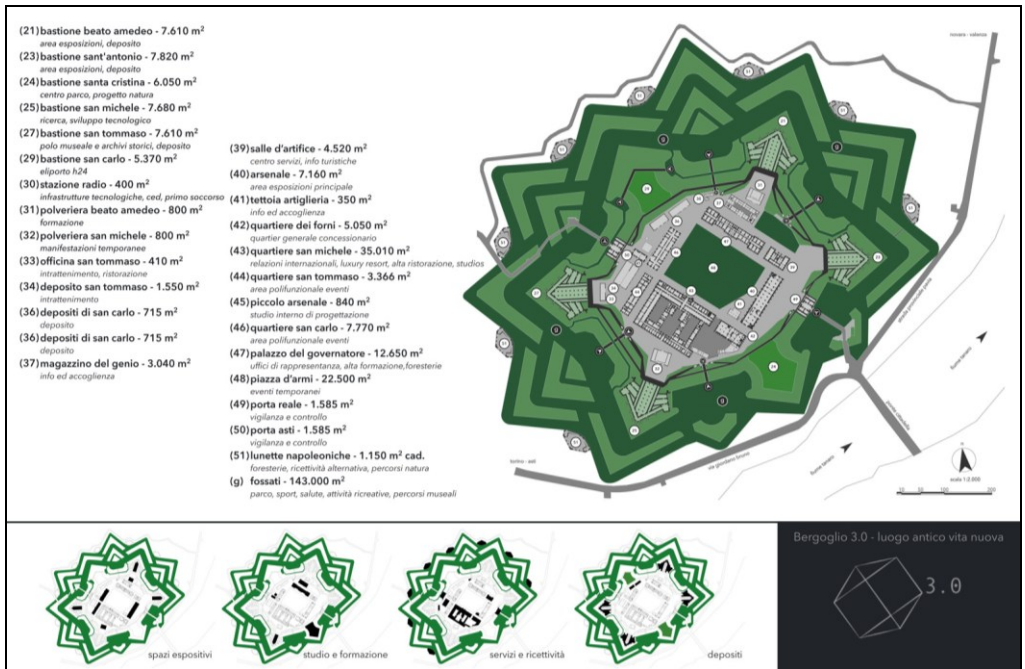 (21)bastione beato amedeo - 7.610 m²
area esposizioni, deposito
(23)bastione sant'antonio - 7.820 m²
area esposizioni, deposito
(24)bastione santa cristina - 6.050 m²
centro parco, progetto natura
(25)bastione san michele - 7.680 m²
ricerca, sviluppo tecnologico
(27)bastione san tommaso - 7.610 m²
polo museale e archivi storici, deposito
(29)bastione san carlo - 5.370 m²
eliporto h24
(30)stazione radio - 400 m²
infrastrutture tecnologiche, ced, primo soccorso
(31)polveriera beato amedeo - 800 m²
formazione
(32)polveriera san michele - 800 m²
manifestazioni temporanee
(33)officina san tommaso - 410 m²
intrattenimento, ristorazione
(34)deposito san tommaso - 1.550 m²
intrattenimento
(36)depositi di san carlo - 715 m²
deposito
(36)depositi di san carlo - 715 m²
deposito
(37)magazzino del genio - 3.040 m²
info ed accoglienza
(39)salle d'artifice - 4.520 m²
centro servizi, info turistiche
(40)arsenale - 7.160 m²
area esposizioni principale
(41)tettoia artiglieria - 350 m²
info ed accoglienza
(42)quartiere dei forni - 5.050 m²
quartier generale concessionario
(43)quartiere san michele - 35.010 m²
relazioni internazionali, luxury resort, alta ristorazione, studios
(44)quartiere san tommaso - 3.366 m²
area polifunzionale eventi
(45)piccolo arsenale - 840 m²
studio interno di progettazione
(46)quartiere san carlo - 7.770 m²
area polifunzionale eventi
(47)palazzo del governatore - 12.650 m²
uffici di rappresentanza, alta formazione,foresterie
(48)piazza d'armi - 22.500 m²
eventi temporanei
(49)porta reale - 1.585 m²
vigilanza e controllo
(50)porta asti - 1.585 m²
vigilanza e controllo
(51)lunette napoleoniche - 1.150 m² cad.
foresterie, ricettività alternativa, percorsi natura
(g) fossati - 143.000 m²
parco, sport, salute, attività ricreative, percorsi museali
novara - valenza
strada provinciale pavia
fiume tanaro
ponte cittadella
fiume tanaro
via giordano bruno
torino - asti
g
g
g
g
scala 1:2.000
spazi espositivi
studio e formazione
servizi e ricettività
depositi
Bergoglio 3.0 - luogo antico vita nuova
3.0